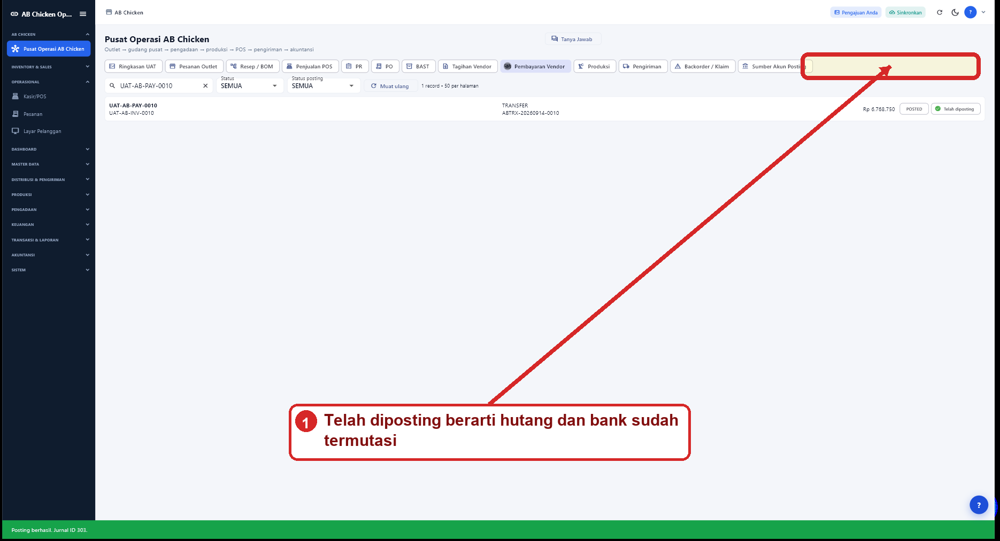 AB Chicken Op...
AB CHICKEN
Pusat Operasi AB Chicken
INVENTORY & SALES
OPERASIONAL
Kasir/POS
Pesanan
Layar Pelanggan
DASHBOARD
MASTER DATA
DISTRIBUSI & PENGIRIMAN
PRODUKSI
PENGADAAN
KEUANGAN
TRANSAKSI & LAPORAN
AKUNTANSI
SISTEM
AB Chicken
Pengajuan Anda
Sinkronkan
?
Pusat Operasi AB Chicken
Tanya Jawab
Outlet → gudang pusat → pengadaan → produksi → POS → pengiriman → akuntansi
Ringkasan UAT
Pesanan Outlet
Resep / BOM
Penjualan POS
PR
PO
BAST
Tagihan Vendor
Pembayaran Vendor
Produksi
Pengiriman
Backorder / Klaim
Sumber Akun Posting
UAT-AB-PAY-0010
Status
SEMUA
Status posting
SEMUA
Muat ulang
1 record • 50 per halaman
UAT-AB-PAY-0010
UAT-AB-INV-0010
TRANSFER
ABTRX-20260914-0010
Rp 6.768.750
POSTED
Telah diposting
1
Telah diposting berarti hutang dan bank sudah
termutasi
?
Posting berhasil. Jurnal ID 303.